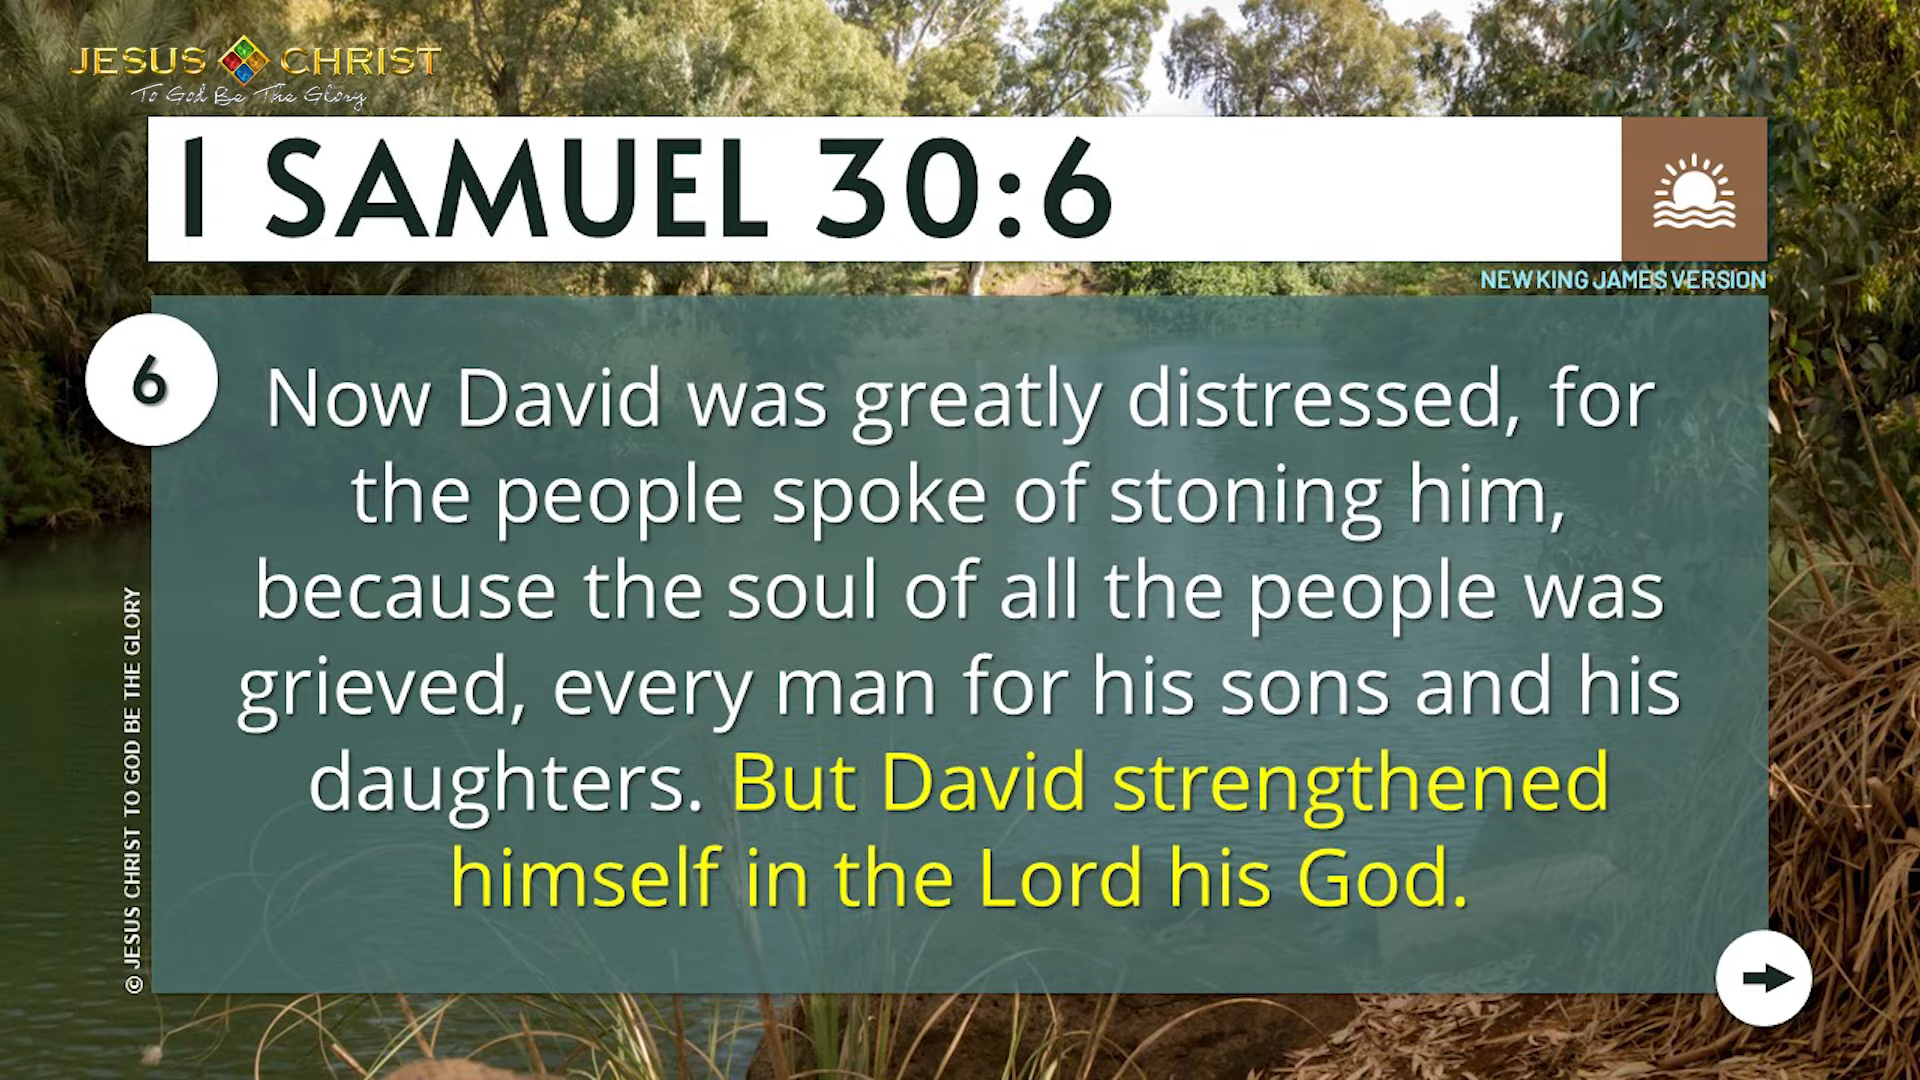 JESUS CHRIST
To God Be The Glory
1 SAMUEL 30:6
NEW KING JAMES VERSION
6
Now David was greatly distressed, for
the people spoke of stoning him,
because the soul of all the people was
grieved, every man for his sons and his
daughters. But David strengthened
himself in the Lord his God.
© JESUS CHRIST TO GOD BE THE GLORY